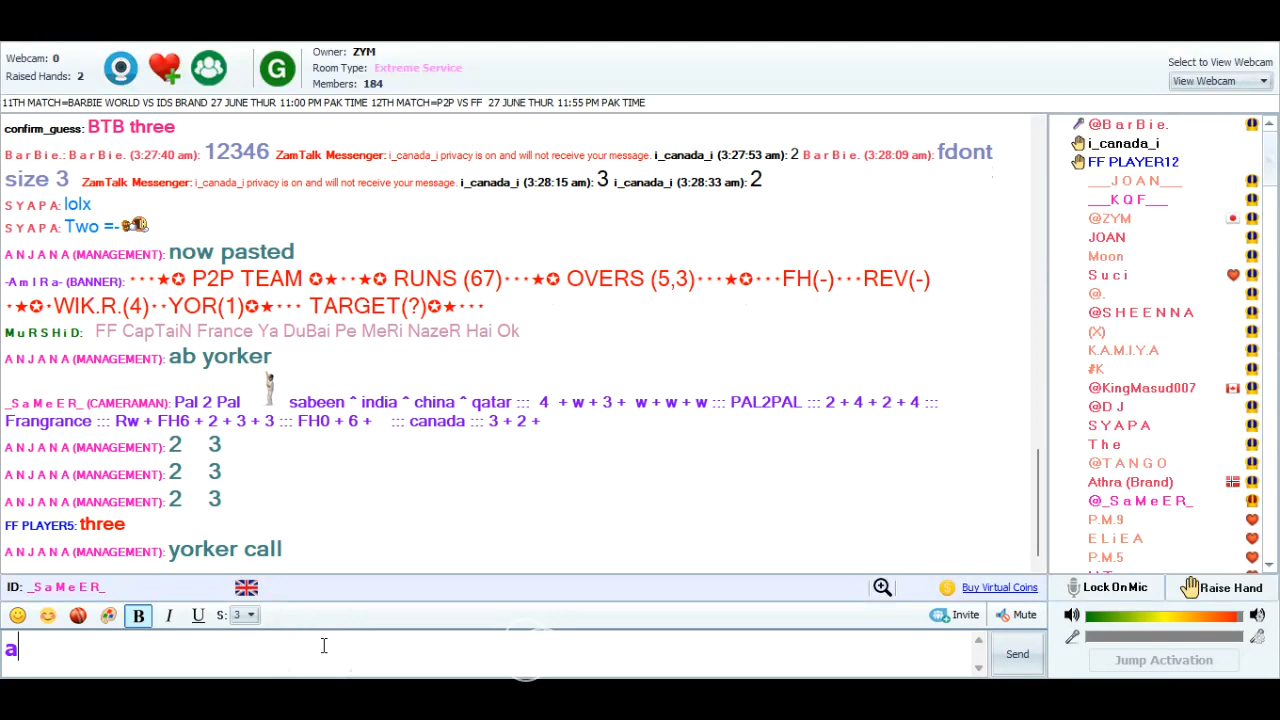 Webcam: 0
Raised Hands: 2
G
Owner: ZYM
Room Type: Extreme Service
Members: 184
Select to View Webcam
View Webcam
11TH MATCH=BARBIE WORLD VS IDS BRAND 27 JUNE THUR 11:00 PM PAK TIME 12TH MATCH=P2P VS FF 27 JUNE THUR 11:55 PM PAK TIME
confirm_guess: BTB three
B a r B i e.: B a r B i e. (3:27:40 am): 12346 ZamTalk Messenger: i_canada_i privacy is on and will not receive your message. i_canada_i (3:27:53 am): 2 B a r B i e. (3:28:09 am): fdont
size 3 ZamTalk Messenger: i_canada_i privacy is on and will not receive your message. i_canada_i (3:28:15 am): 3 i_canada_i (3:28:33 am): 2
S Y A P A: lolx
S Y A P A: Two =-
A N J A N A (MANAGEMENT): now pasted
-A m I R a- (BANNER): ⋆⋆⋆★✪ P2P TEAM ✪★⋆⋆★✪ RUNS (67)⋆⋆⋆★✪ OVERS (5,3)⋆⋆⋆★✪⋆⋆⋆FH(-)⋆⋆⋆REV(-)
⋆★✪⋆WIK.R.(4)⋆⋆YOR(1)✪★⋆⋆⋆ TARGET(?)✪★⋆⋆⋆
M u R S H i D: FF CapTaiN France Ya DuBai Pe MeRi NazeR Hai Ok
A N J A N A (MANAGEMENT): ab yorker
_S a M e E R_ (CAMERAMAN): Pal 2 Pal sabeen ^ india ^ china ^ qatar ::: 4 + w + 3 + w + w + w ::: PAL2PAL ::: 2 + 4 + 2 + 4 :::
Frangrance ::: Rw + FH6 + 2 + 3 + 3 ::: FH0 + 6 + ::: canada ::: 3 + 2 +
A N J A N A (MANAGEMENT): 2 3
A N J A N A (MANAGEMENT): 2 3
A N J A N A (MANAGEMENT): 2 3
FF PLAYER5: three
A N J A N A (MANAGEMENT): yorker call
@B a r B i e.
i_canada_i
FF PLAYER12
___J O A N___
___K Q F___
@ZYM
JOAN
Moon
S u c i
@.
@S H E E N N A
(X)
K.A.M.I.Y.A
#K
@KingMasud007
@D J
S Y A P A
T h e
@T A N G O
Athra (Brand)
@_S a M e E R_
P.M.9
E L i E A
P.M.5
ID: _S a M e E R_
Buy Virtual Coins
Lock On Mic
Raise Hand
B I U S: 3
Invite
Mute
a
Send
Jump Activation